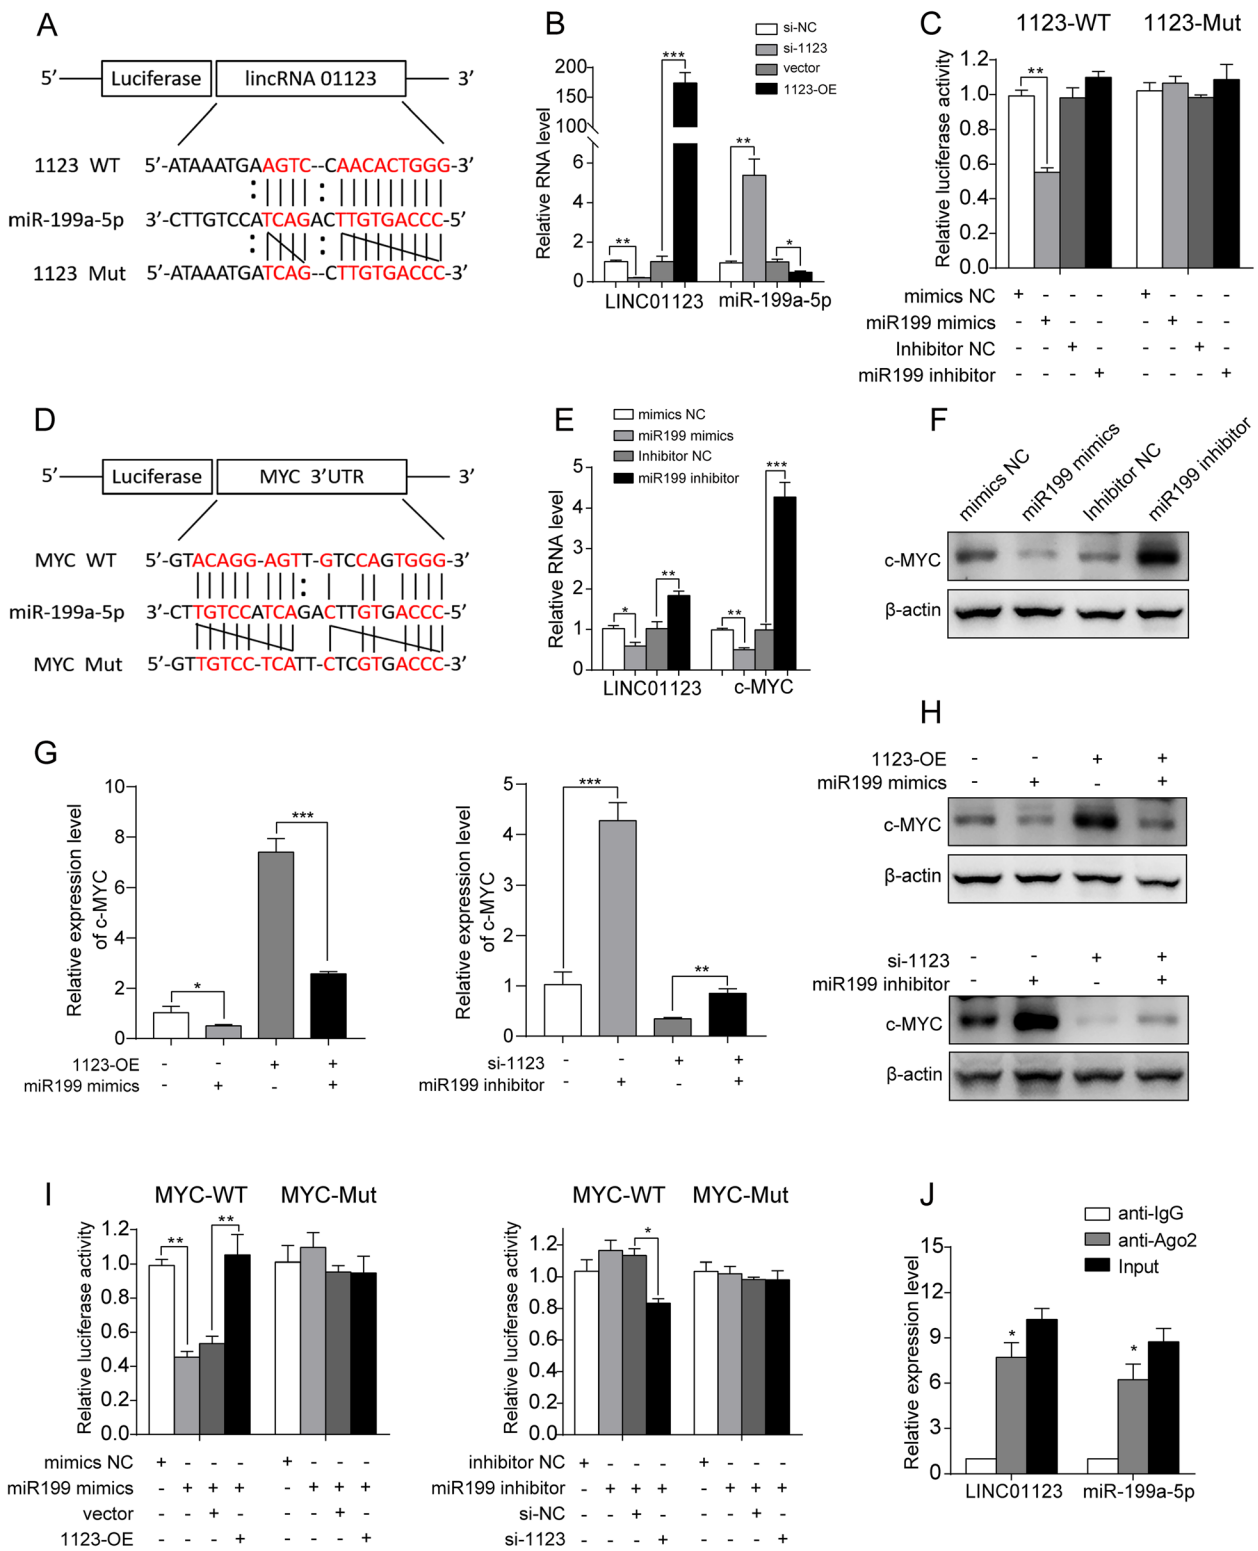 A
5′ Luciferase lincRNA 01123 3′
1123 WT 5′-ATAAATGAAGTC--CAACACTGGG-3′
miR-199a-5p 3′-CTTGTCCATCAGACTTGTGACCC-5′
1123 Mut 5′-ATAAATGATCAG--CTTGTGACCC-3′
B
si-NC
si-1123
vector
1123-OE
Relative RNA level
200
150
100
6
4
2
0
*** ** ** *
LINC01123 miR-199a-5p
C
1123-WT 1123-Mut
Relative luciferase activity
1.2
1.0
0.8
0.6
0.4
0.2
0.0
**
mimics NC + - - - + - - -
miR199 mimics - + - - - + - -
Inhibitor NC - - + - - - + -
miR199 inhibitor - - - + - - - +
D
5′ Luciferase MYC 3′UTR 3′
MYC WT 5′-GTACAGG-AGTT-GTCCAGTGGG-3′
miR-199a-5p 3′-CTTGTCCATCAGACTTGTGACCC-5′
MYC Mut 5′-GTTGTCC-TCATT-CTCGTGACCC-3′
E
mimics NC
miR199 mimics
Inhibitor NC
miR199 inhibitor
Relative RNA level
5
4
3
2
1
0
* ** ** ***
LINC01123 c-MYC
F
mimics NC miR199 mimics Inhibitor NC miR199 inhibitor
c-MYC
β-actin
G
Relative expression level
of c-MYC
10
8
6
4
2
0
* ***
1123-OE - - + +
miR199 mimics - + - +
Relative expression level
of c-MYC
5
4
3
2
1
0
*** **
si-1123 - - + +
miR199 inhibitor - + - +
H
1123-OE - - + +
miR199 mimics - + - +
c-MYC
β-actin
si-1123 - - + +
miR199 inhibitor - + - +
c-MYC
β-actin
I
MYC-WT MYC-Mut
Relative luciferase activity
1.2
1.0
0.8
0.6
0.4
0.2
0.0
** **
mimics NC + - - - + - - -
miR199 mimics - + + + - + + +
vector - - + - - - + -
1123-OE - - - + - - - +
MYC-WT MYC-Mut
Relative luciferase activity
1.2
1.0
0.8
0.6
0.4
0.2
0.0
*
inhibitor NC + - - - + - - -
miR199 inhibitor - + + + - + + +
si-NC - - + - - - + -
si-1123 - - - + - - - +
J
anti-IgG
anti-Ago2
Input
Relative expression level
15
12
9
6
3
0
* *
LINC01123 miR-199a-5p